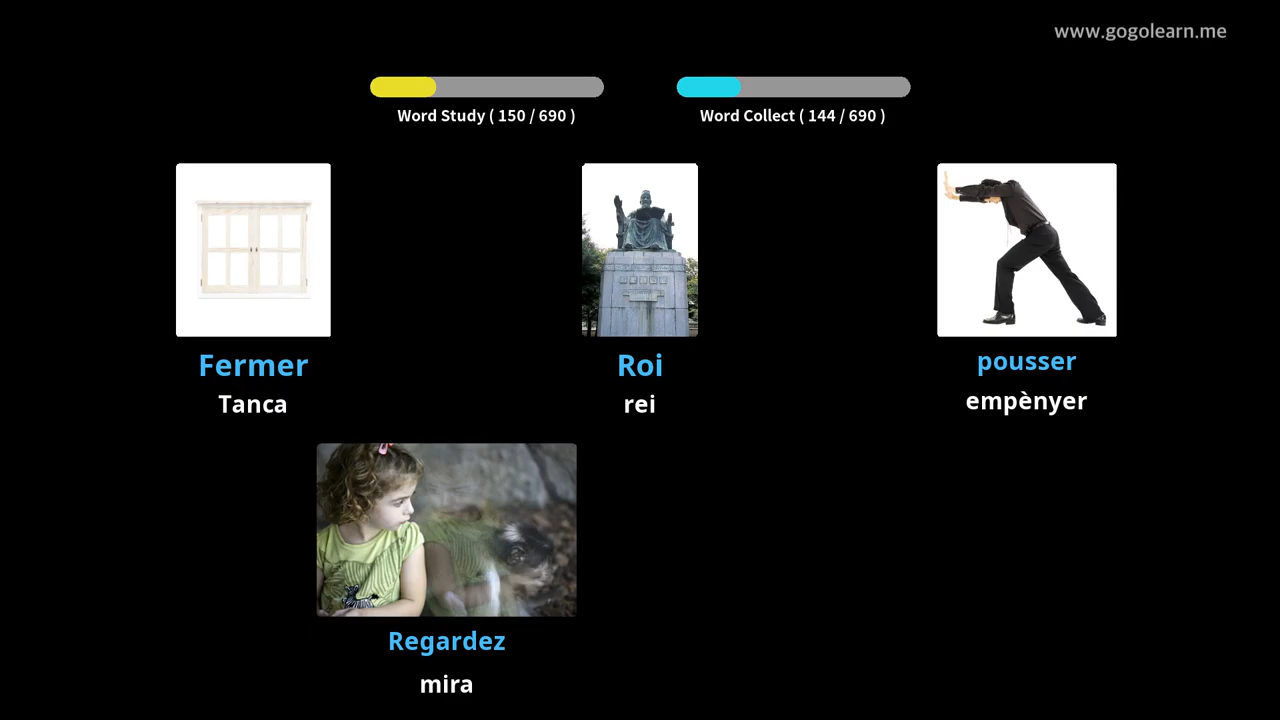 www.gogolearn.me
Word Study ( 150 / 690 )
Word Collect ( 144 / 690 )
Fermer
Tanca
Roi
rei
pousser
empènyer
Regardez
mira